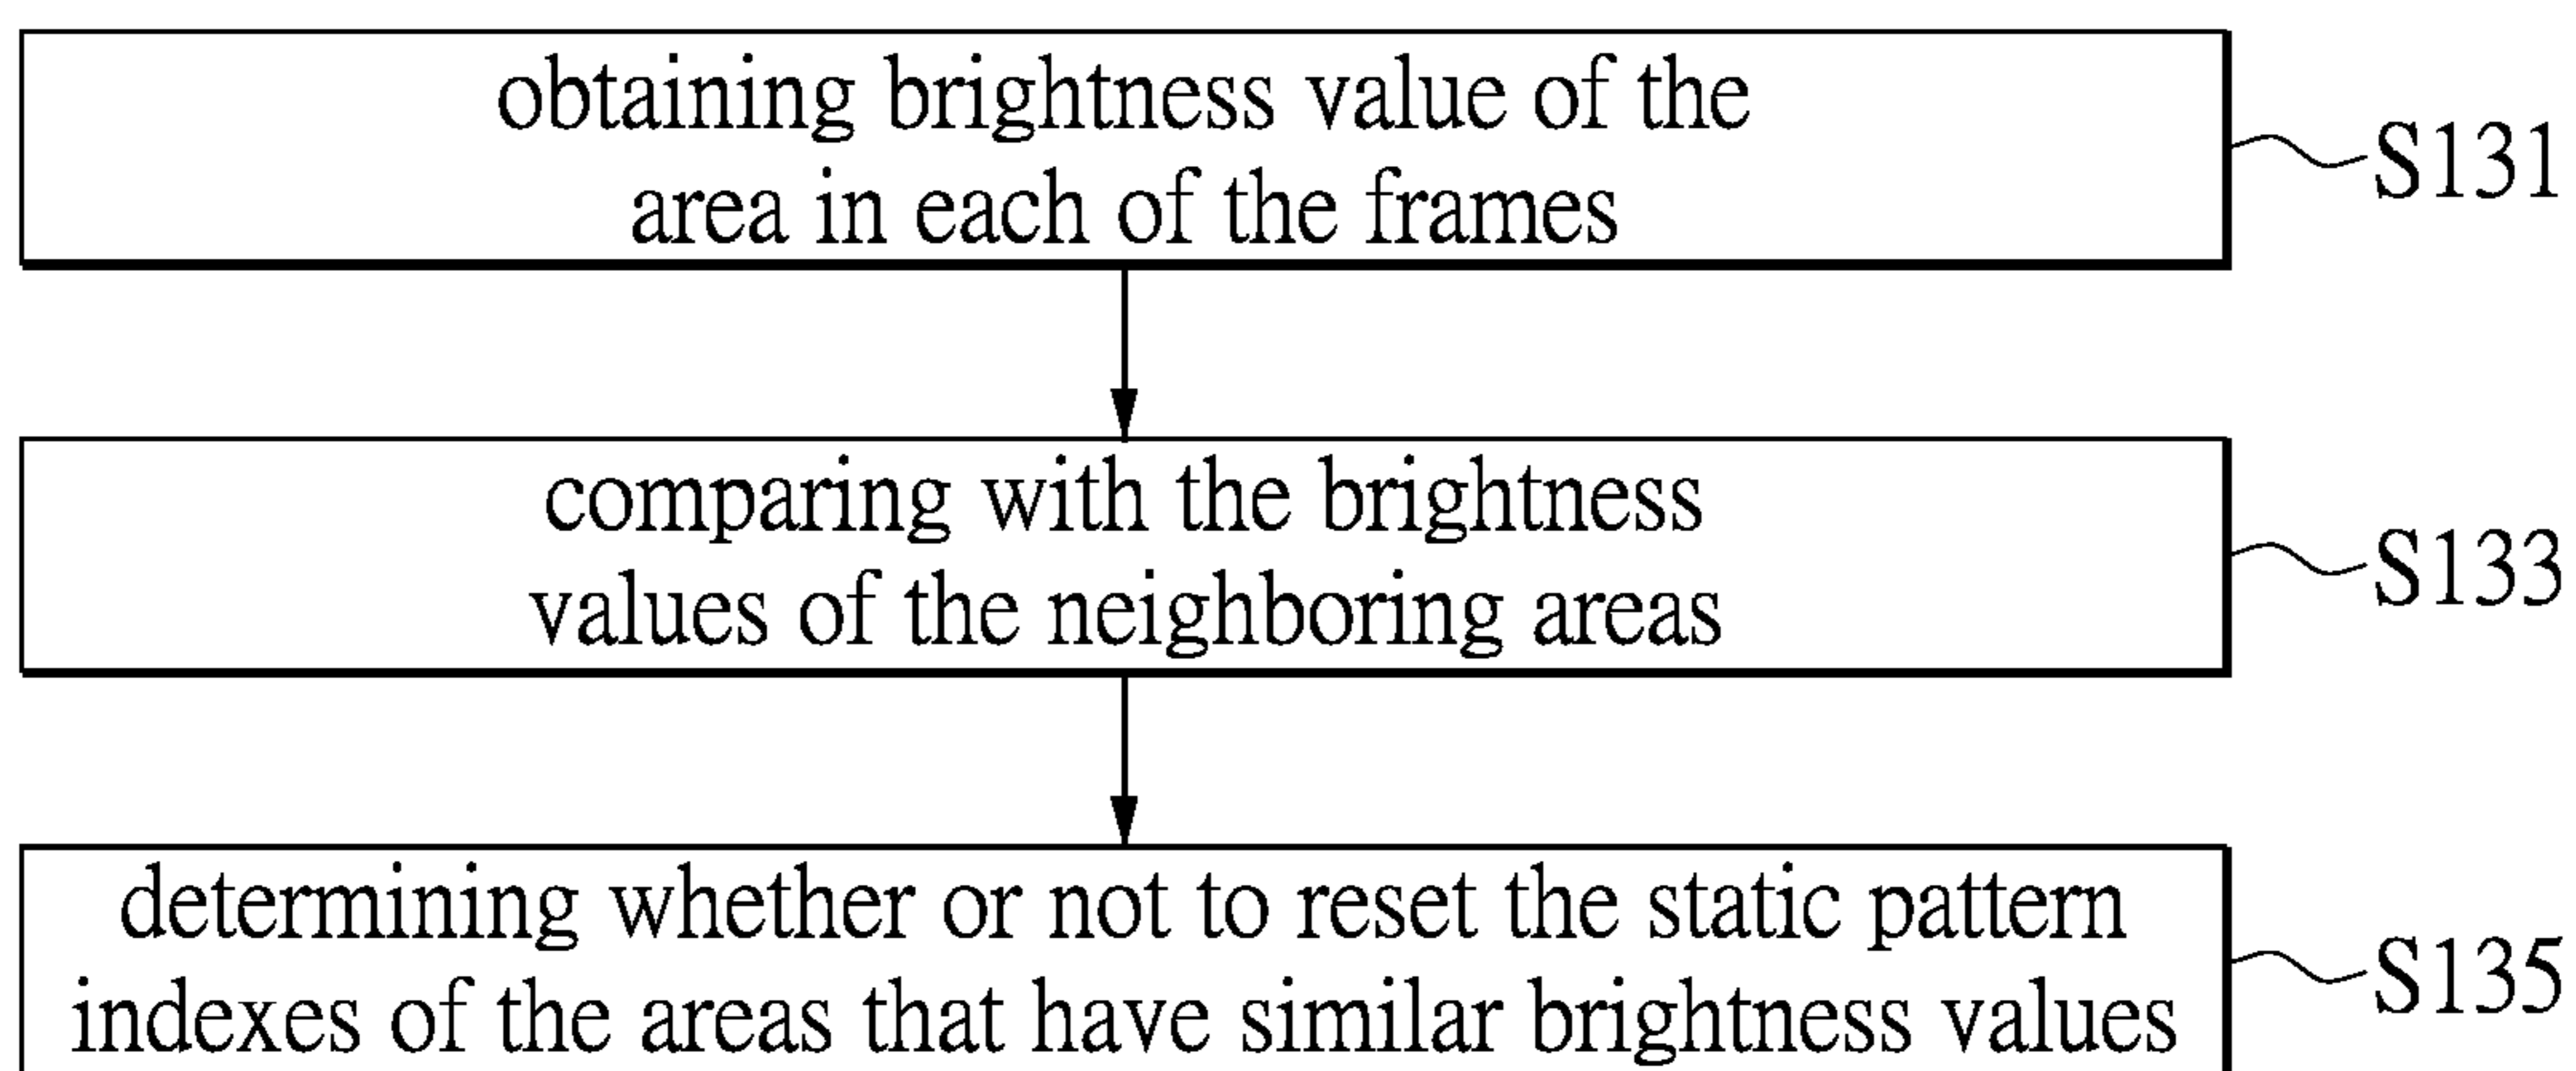 obtaining brightness value of the
area in each of the frames
S131
comparing with the brightness
values of the neighboring areas
S133
determining whether or not to reset the static pattern
indexes of the areas that have similar brightness values
S135